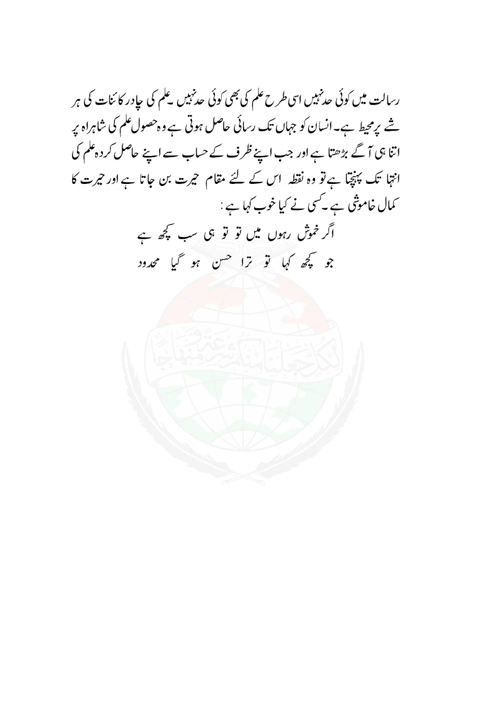 رسالت میں کوئی حد نہیں اسی طرح علم کی بھی کوئی حد نہیں ۔علم کی چادر کائنات کی ہر
شے پر محیط ہے۔ انسان کو جہاں تک رسائی حاصل ہوتی ہے وہ حصول علم کی شاہراہ پر
اتنا ہی آگے بڑھتا ہے اور جب اپنے ظرف کے حساب سے اپنے حاصل کردہ علم کی
انتہا تک پہنچتا ہے تو وہ نقطہ اس کے لئے مقام حیرت بن جاتا ہے اور حیرت کا
کمال خاموشی ہے ۔کسی نے کیا خوب کہا ہے :
اگر خموش رہوں میں تو تو ہی سب کچھ ہے
جو کچھ کہا تو ترا حسن ہو گیا محدود
لكل جعلنا منكم شرعة ومنهاجا